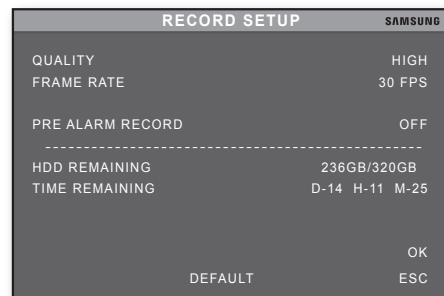 RECORD SETUP SAMSUNG
QUALITY HIGH
FRAME RATE 30 FPS
PRE ALARM RECORD OFF
HDD REMAINING 236GB/320GB
TIME REMAINING D-14 H-11 M-25
OK
DEFAULT ESC